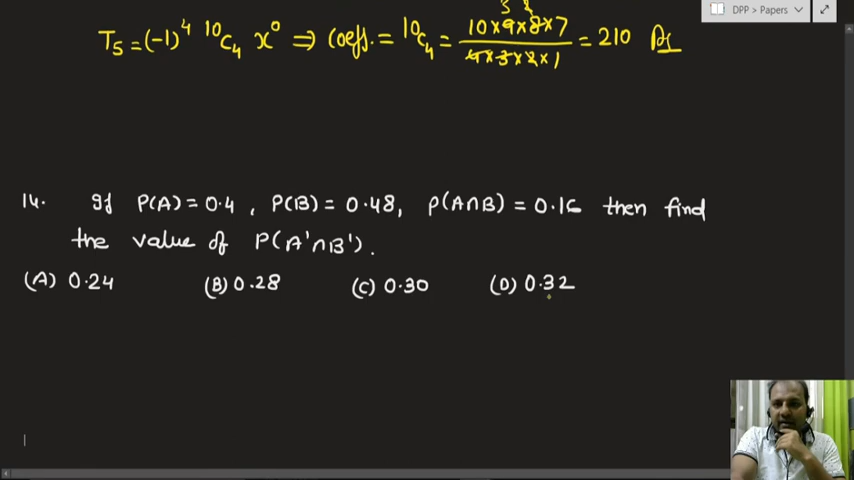 DPP > Papers
T5 = (-1)^4 10C4 x^0 ⇒ Coeff. = 10C4 = 10×9×8×7 / 4×3×2×1 = 210
14. If P(A) = 0.4, P(B) = 0.48, P(A∩B) = 0.16 then find
the value of P(A'∩B').
(A) 0.24 (B) 0.28 (C) 0.30 (D) 0.32